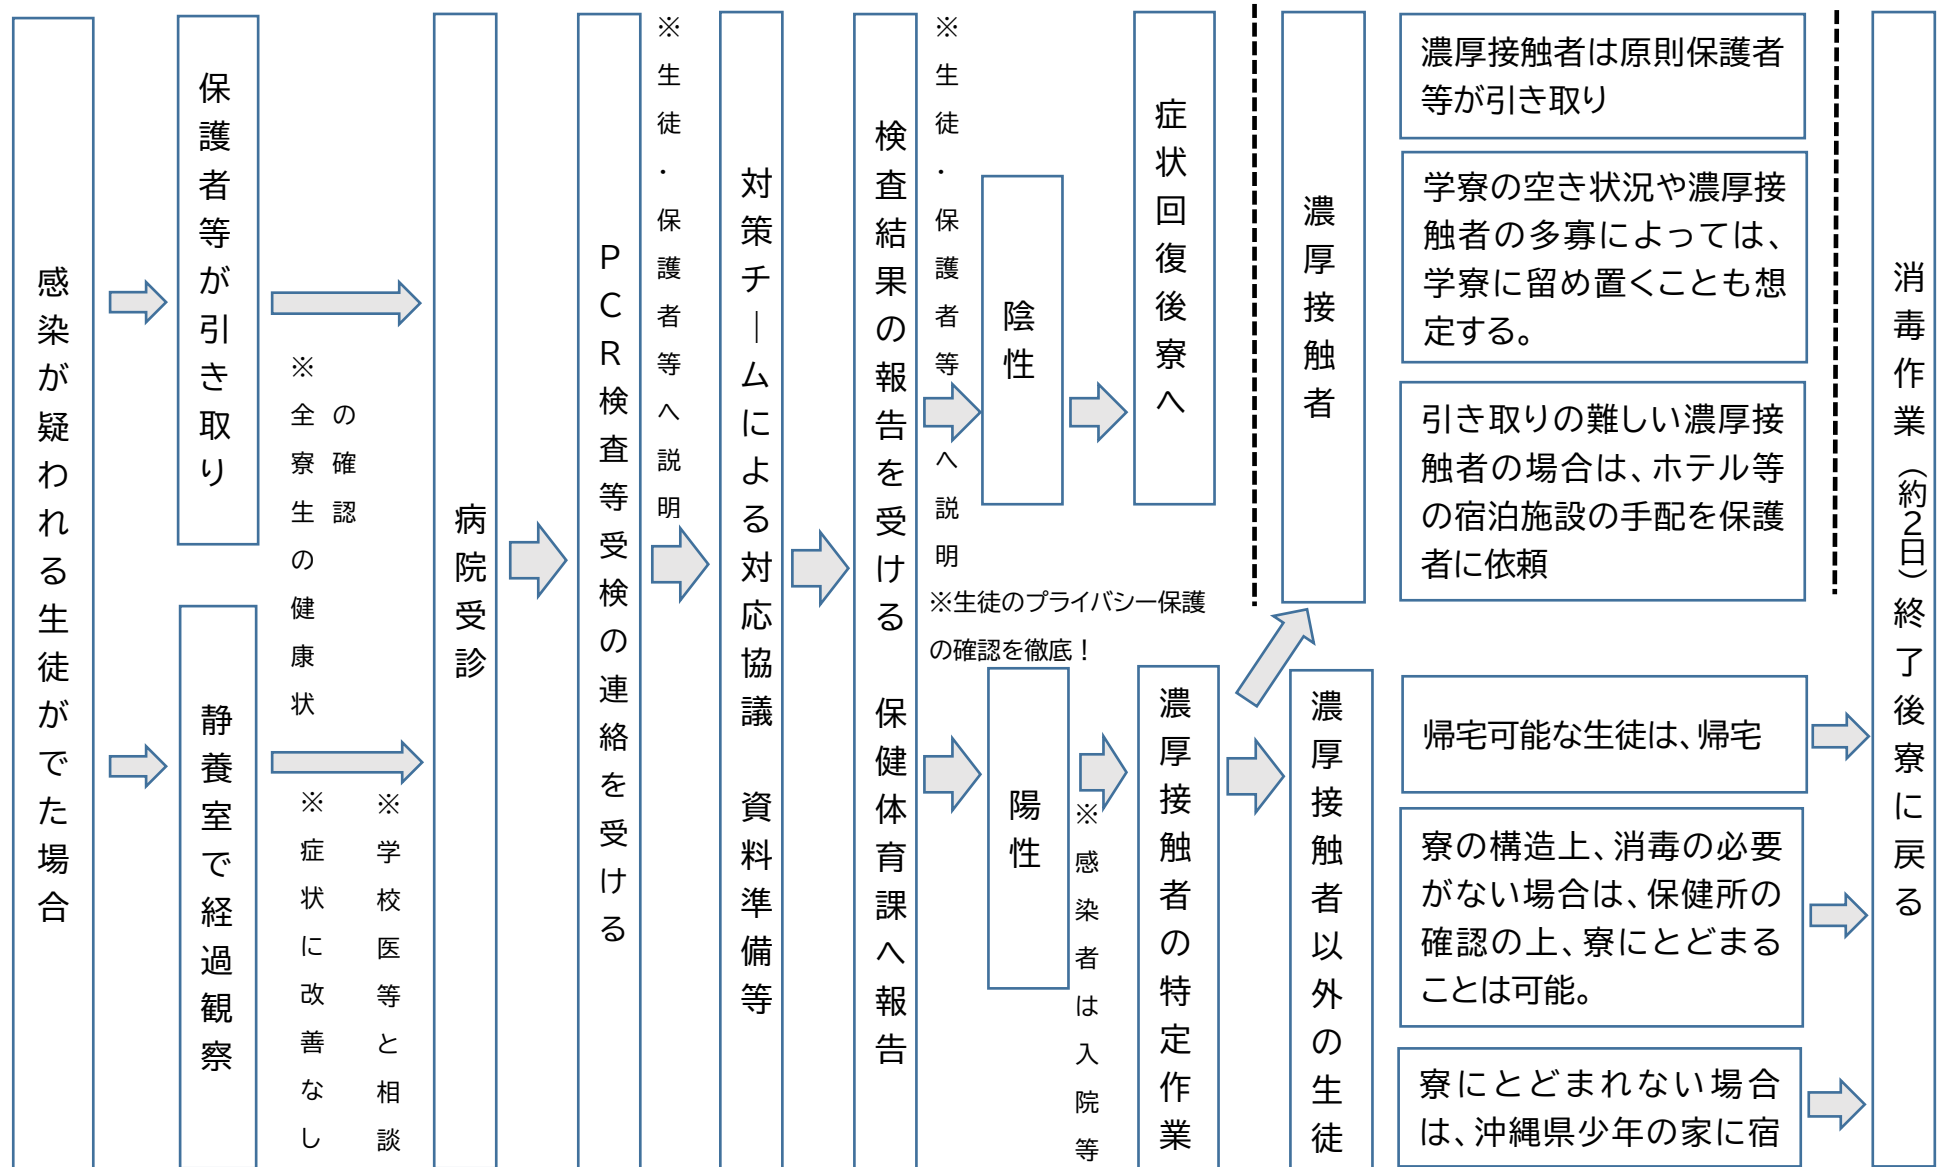 感染が疑われる生徒がでた場合
保護者等が引き取り
静養室で経過観察
※全寮生の健康状
の確認
※症状に改善なし
※学校医等と相談
病院受診
ＰＣＲ検査等受検の連絡を受ける
※生徒・保護者等へ説明
対策チームによる対応協議　資料準備等
検査結果の報告を受ける　保健体育課へ報告
※生徒・保護者等へ説明
※生徒のプライバシー保護
の確認を徹底！
陰性
症状回復後寮へ
陽性
※感染者は入院等
濃厚接触者の特定作業
濃厚接触者
濃厚接触者は原則保護者
等が引き取り
学寮の空き状況や濃厚接
触者の多寡によっては、
学寮に留め置くことも想
定する。
引き取りの難しい濃厚接
触者の場合は、ホテル等
の宿泊施設の手配を保護
者に依頼
濃厚接触者以外の生徒
帰宅可能な生徒は、帰宅
寮の構造上、消毒の必要
がない場合は、保健所の
確認の上、寮にとどまる
ことは可能。
寮にとどまれない場合
は、沖縄県少年の家に宿
消毒作業（約２日）終了後寮に戻る